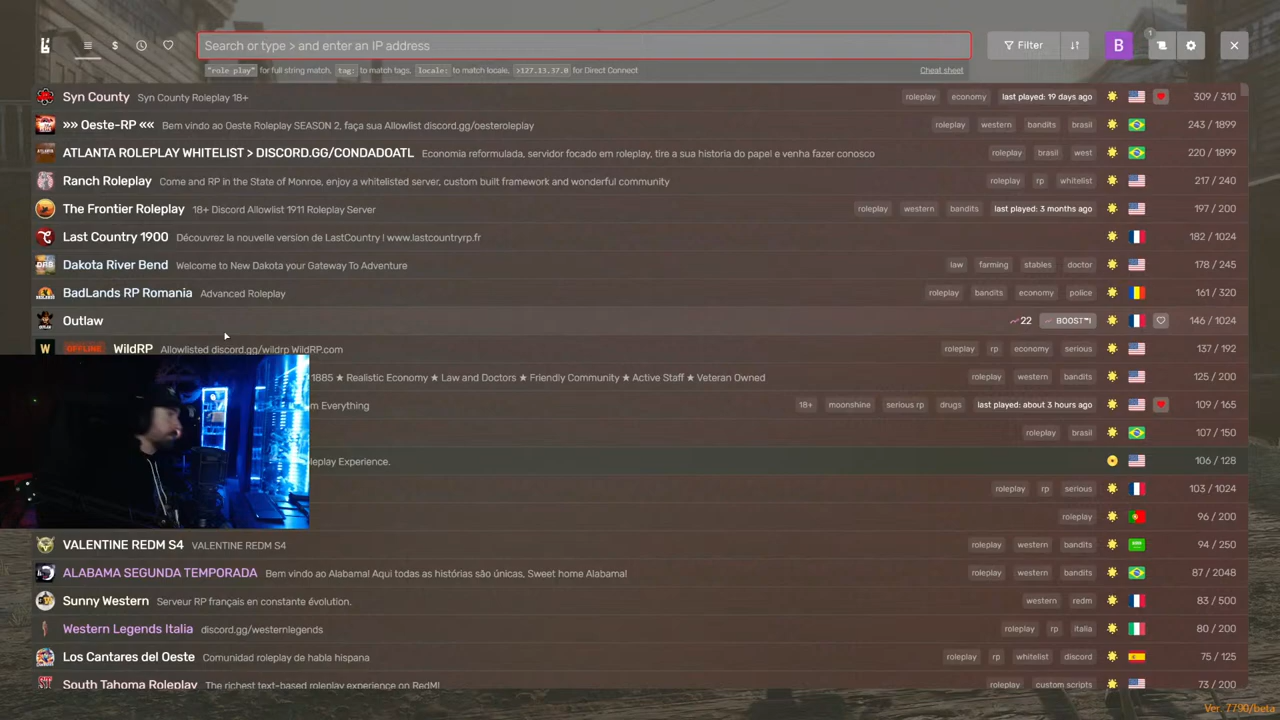 Search or type > and enter an IP address
Filter
B
1
"role play" for full string match, tag: to match tags, locale: to match locale, >127.13.37.0 for Direct Connect
Cheat sheet
Syn County Syn County Roleplay 18+ roleplay economy last played: 19 days ago 309 / 310
»» Oeste-RP «« Bem vindo ao Oeste Roleplay SEASON 2, faça sua Allowlist discord.gg/oesteroleplay roleplay western bandits brasil 243 / 1899
ATLANTA ROLEPLAY WHITELIST > DISCORD.GG/CONDADOATL Economia reformulada, servidor focado em roleplay, tire a sua historia do papel e venha fazer conosco roleplay brasil west 220 / 1899
Ranch Roleplay Come and RP in the State of Monroe, enjoy a whitelisted server, custom built framework and wonderful community roleplay rp whitelist 217 / 240
The Frontier Roleplay 18+ Discord Allowlist 1911 Roleplay Server roleplay western bandits last played: 3 months ago 197 / 200
Last Country 1900 Découvrez la nouvelle version de LastCountry ! www.lastcountryrp.fr 182 / 1024
Dakota River Bend Welcome to New Dakota your Gateway To Adventure law farming stables doctor 178 / 245
BadLands RP Romania Advanced Roleplay roleplay bandits economy police 161 / 320
Outlaw 22 BOOST™! 146 / 1024
W OFFLINE WildRP Allowlisted discord.gg/wildrp WildRP.com roleplay rp economy serious 137 / 192
1885 ★ Realistic Economy ★ Law and Doctors ★ Friendly Community ★ Active Staff ★ Veteran Owned roleplay western bandits 125 / 200
m Everything 18+ moonshine serious rp drugs last played: about 3 hours ago 109 / 165
roleplay brasil 107 / 150
leplay Experience. 106 / 128
roleplay rp serious 103 / 1024
roleplay 96 / 200
VALENTINE REDM S4 VALENTINE REDM S4 roleplay western bandits 94 / 250
ALABAMA SEGUNDA TEMPORADA Bem vindo ao Alabama! Aqui todas as histórias são únicas, Sweet home Alabama! roleplay western bandits 87 / 2048
Sunny Western Serveur RP français en constante évolution. western redm 83 / 500
Western Legends Italia discord.gg/westernlegends roleplay rp italia 80 / 200
Los Cantares del Oeste Comunidad roleplay de habla hispana roleplay rp whitelist discord 75 / 125
South Tahoma Roleplay The richest text-based roleplay experience on RedM! roleplay custom scripts 73 / 200
Ver. 7790/beta